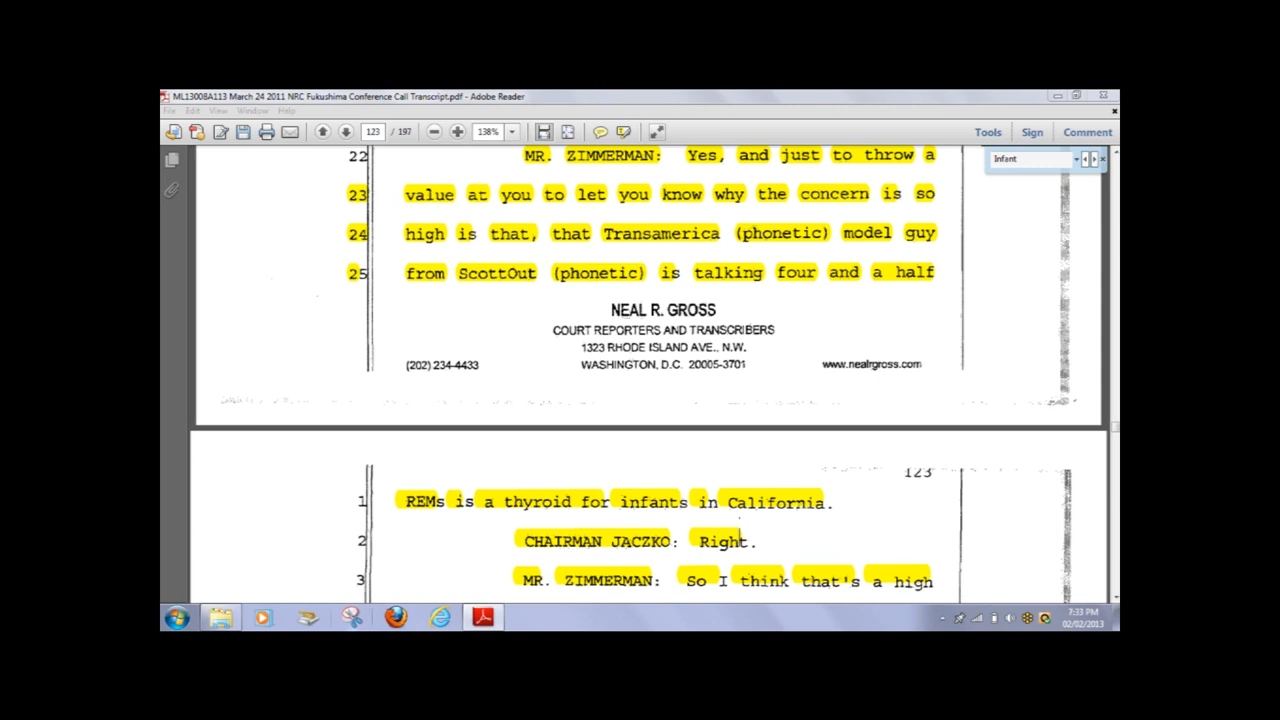 ML13008A113 March 24 2011 NRC Fukushima Conference Call Transcript.pdf - Adobe Reader
File Edit View Window Help
123 / 197 138% Tools Sign Comment
Infant
22 MR. ZIMMERMAN: Yes, and just to throw a
23 value at you to let you know why the concern is so
24 high is that, that Transamerica (phonetic) model guy
25 from ScottOut (phonetic) is talking four and a half
NEAL R. GROSS
COURT REPORTERS AND TRANSCRIBERS
1323 RHODE ISLAND AVE., N.W.
(202) 234-4433 WASHINGTON, D.C. 20005-3701 www.nealrgross.com
123
1 REMs is a thyroid for infants in California.
2 CHAIRMAN JACZKO: Right.
3 MR. ZIMMERMAN: So I think that's a high
7:33 PM
02/02/2013